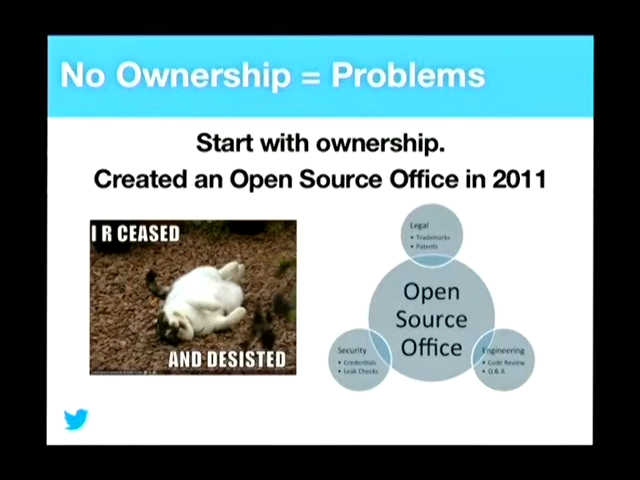 No Ownership = Problems
Start with ownership.
Created an Open Source Office in 2011
I R CEASED
AND DESISTED
Legal
• Trademarks
• Patents
Open
Source
Office
Security
• Credentials
• Leak Checks
Engineering
• Code Review
• Q & A